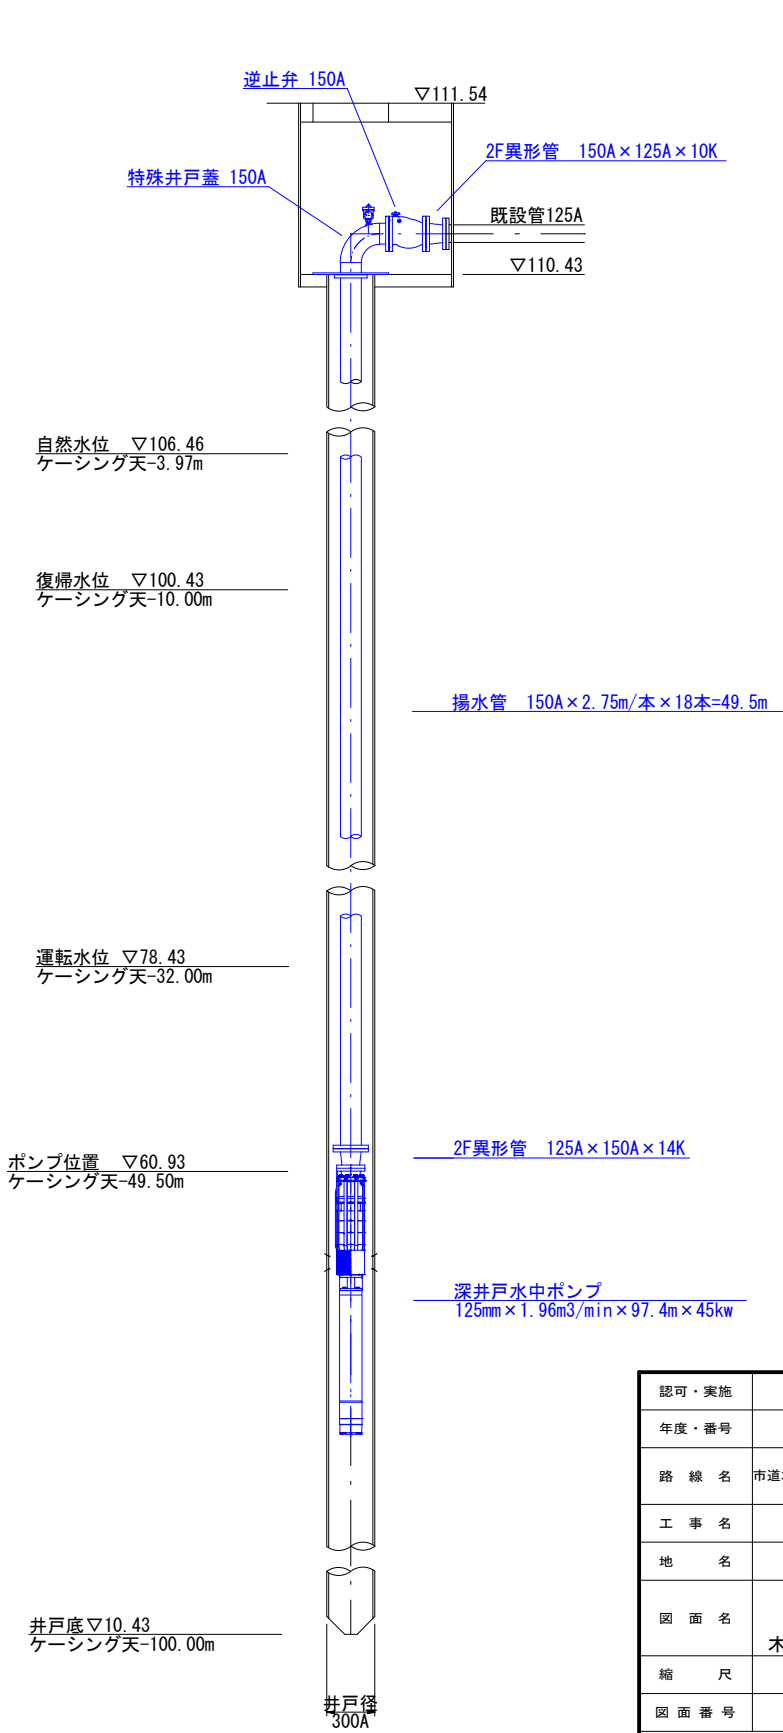 逆止弁 150A
▽111.54
2F異形管 150A×125A×10K
特殊井戸蓋 150A
既設管125A
▽110.43
自然水位 ▽106.46
ケーシング天-3.97m
復帰水位 ▽100.43
ケーシング天-10.00m
揚水管 150A×2.75m/本×18本=49.5m
運転水位 ▽78.43
ケーシング天-32.00m
2F異形管 125A×150A×14K
ポンプ位置 ▽60.93
ケーシング天-49.50m
深井戸水中ポンプ
125mm×1.96m3/min×97.4m×45kw
認可・実施
年度・番号
路線名 市道
工事名
地名
図面名
木
縮尺
図面番号
井戸底▽10.43
ケーシング天-100.00m
井戸径
300A